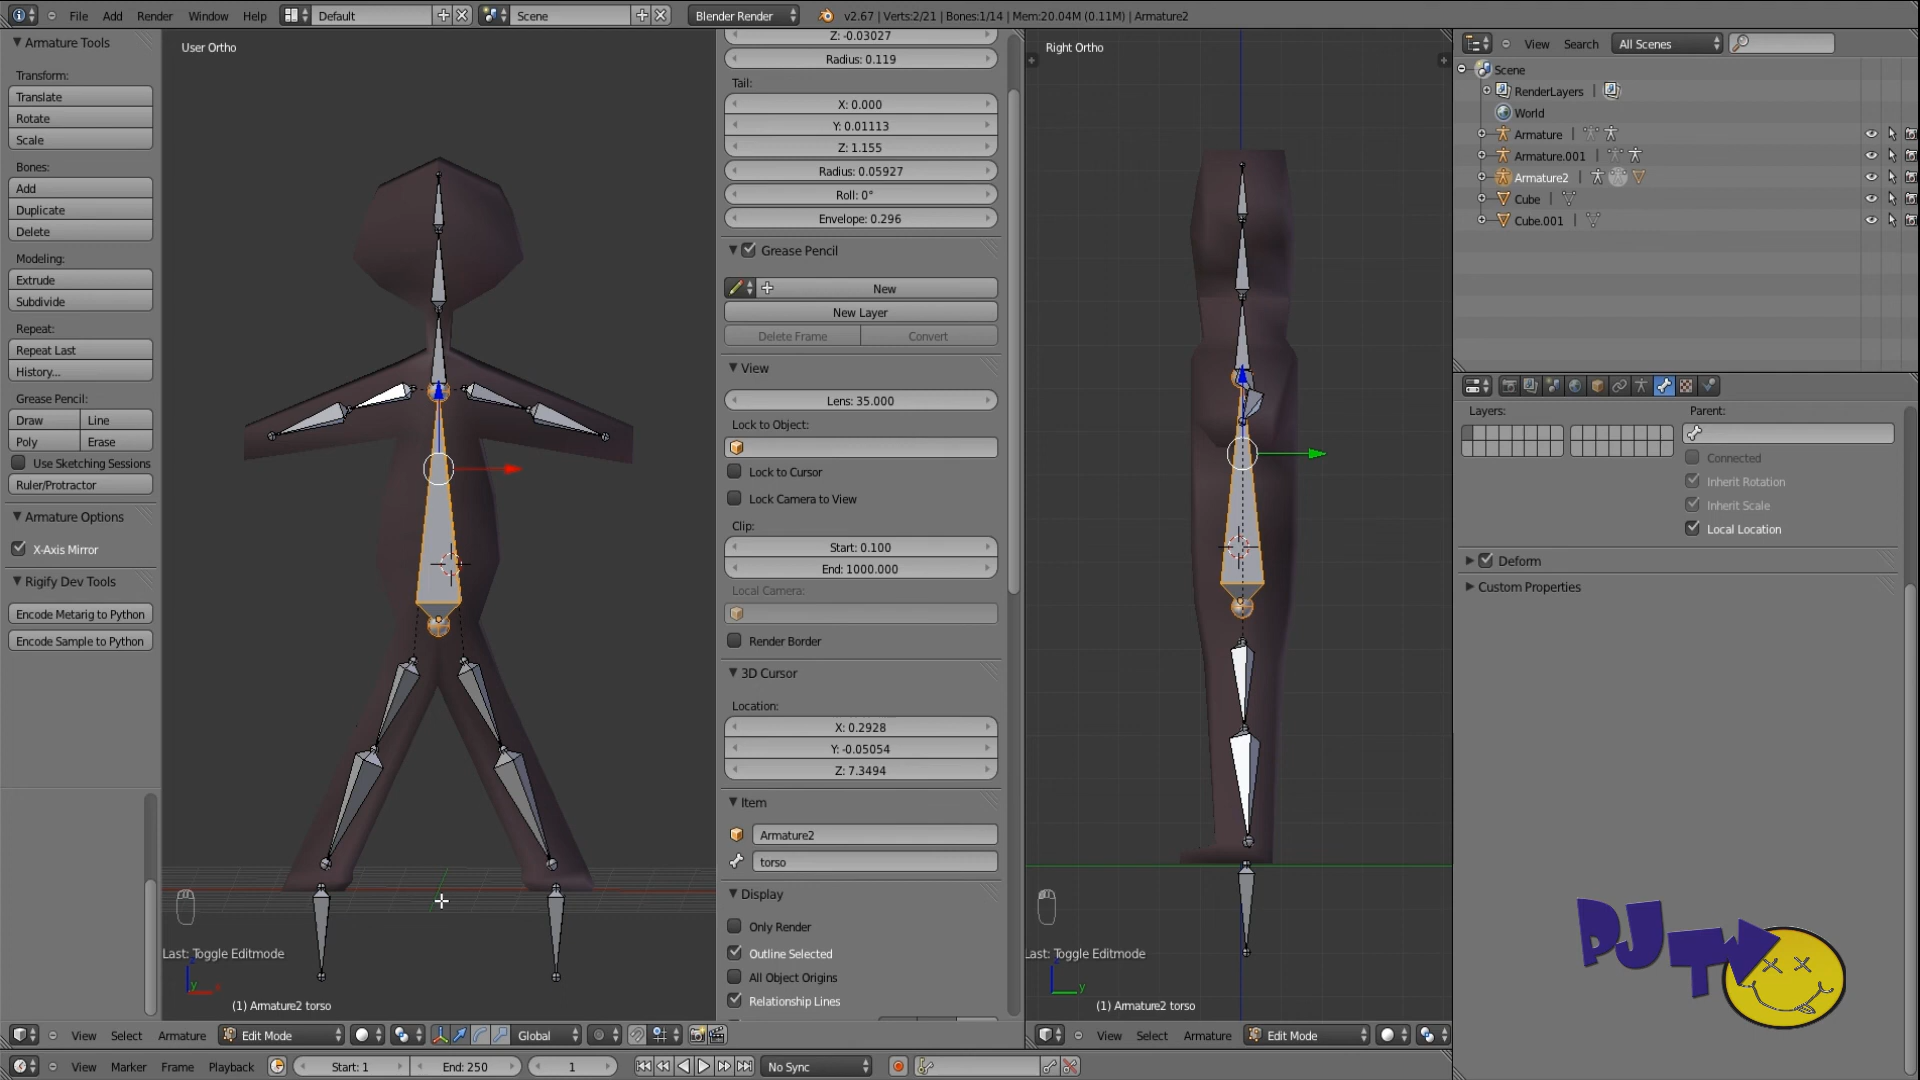 File Add Render Window Help Default Scene Blender Render v2.67 | Verts:2/21 | Bones:1/14 | Mem:20.04M (0.11M) | Armature2
Armature Tools
Transform:
Translate
Rotate
Scale
Bones:
Add
Duplicate
Delete
Modeling:
Extrude
Subdivide
Repeat:
Repeat Last
History...
Grease Pencil:
Draw Line
Poly Erase
Use Sketching Sessions
Ruler/Protractor
Armature Options
X-Axis Mirror
Rigify Dev Tools
Encode Metarig to Python
Encode Sample to Python
User Ortho
Last: Toggle Editmode
y
(1) Armature2 torso
Z: -0.03027
Radius: 0.119
Tail:
X: 0.000
Y: 0.01113
Z: 1.155
Radius: 0.05927
Roll: 0°
Envelope: 0.296
Grease Pencil
New
New Layer
Delete Frame Convert
View
Lens: 35.000
Lock to Object:
Lock to Cursor
Lock Camera to View
Clip:
Start: 0.100
End: 1000.000
Local Camera:
Render Border
3D Cursor
Location:
X: 0.2928
Y: -0.05054
Z: 7.3494
Item
Armature2
torso
Display
Only Render
Outline Selected
All Object Origins
Relationship Lines
Right Ortho
Last: Toggle Editmode
y
(1) Armature2 torso
View Search All Scenes
Scene
RenderLayers
World
Armature
Armature.001
Armature2
Cube
Cube.001
Layers: Parent:
Connected
Inherit Rotation
Inherit Scale
Local Location
Deform
Custom Properties
PJTV
View Select Armature Edit Mode Global
View Select Armature Edit Mode
View Marker Frame Playback Start: 1 End: 250 1 No Sync